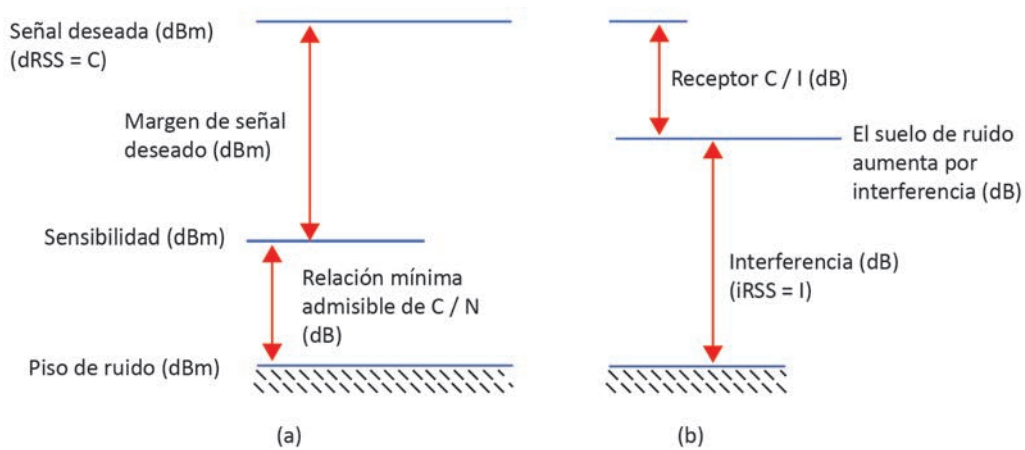 Señal deseada (dBm)
(dRSS = C)
Margen de señal
deseado (dBm)
Sensibilidad (dBm)
Relación mínima
admisible de C / N
(dB)
Piso de ruido (dBm)
(a)
Receptor C / I (dB)
El suelo de ruido
aumenta por
interferencia (dB)
Interferencia (dB)
(iRSS = I)
(b)